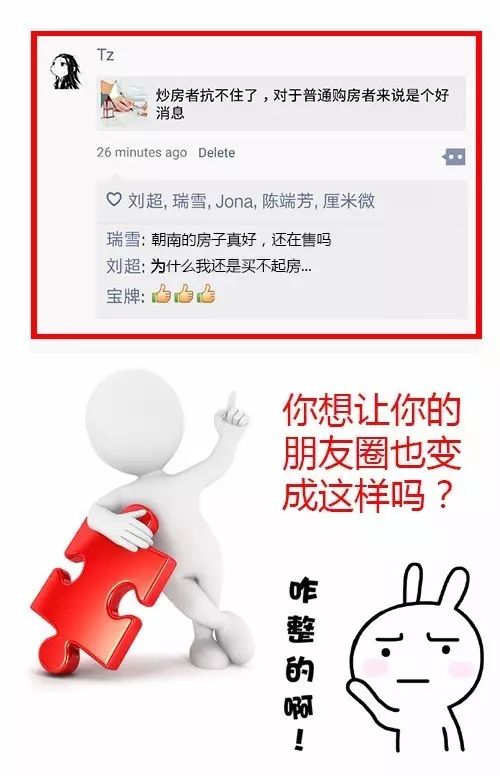 Tz
炒房者抗不住了，对于普通购房者来说是个好
消息
26 minutes ago Delete
刘超, 瑞雪, Jona, 陈端芳, 厘米微
瑞雪: 朝南的房子真好，还在售吗
刘超: 为什么我还是买不起房...
宝牌: 👍👍👍
你想让你的
朋友圈也变
成这样吗？
咋整的啊！